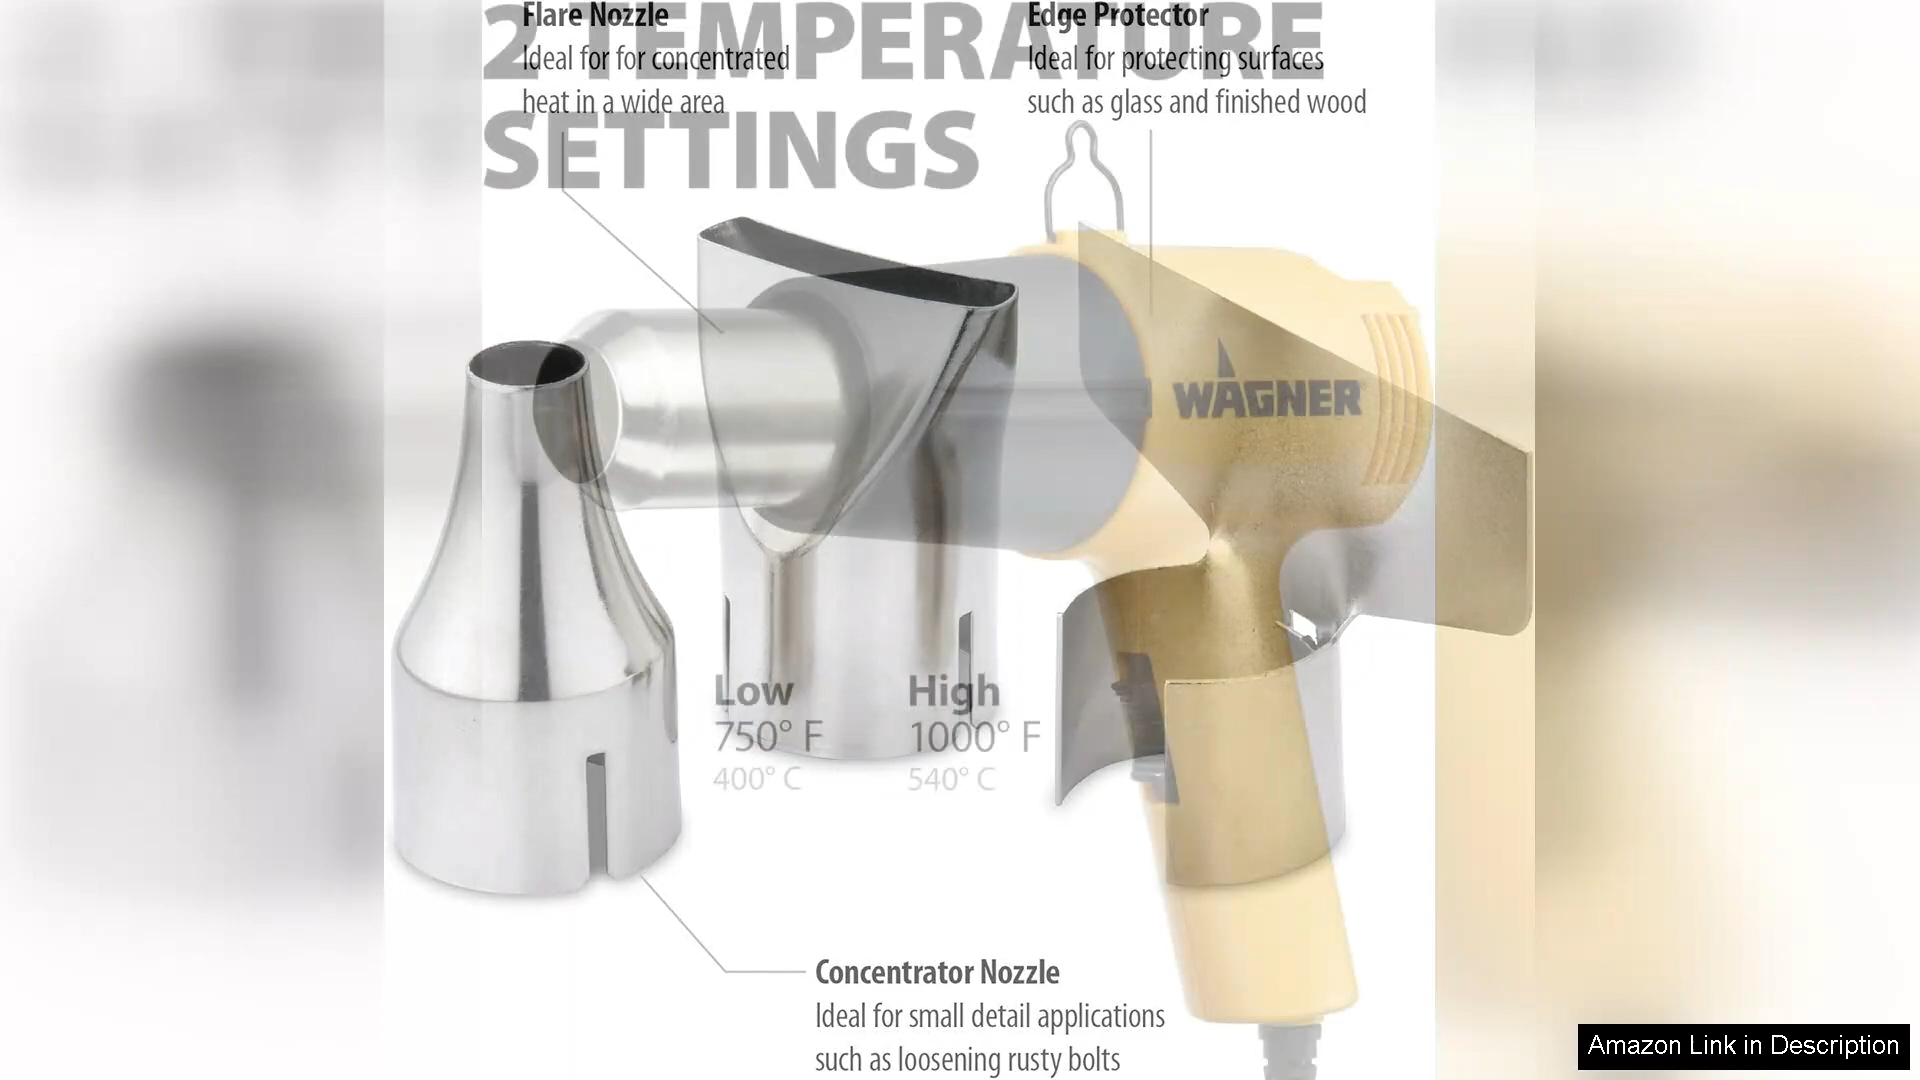 Flare Nozzle
Ideal for for concentrated
heat in a wide area
Edge Protector
Ideal for protecting surfaces
such as glass and finished wood
2 TEMPERATURE
SETTINGS
WAGNER
Low
750° F
400° C
High
1000° F
540° C
Concentrator Nozzle
Ideal for small detail applications
such as loosening rusty bolts
Amazon Link in Description